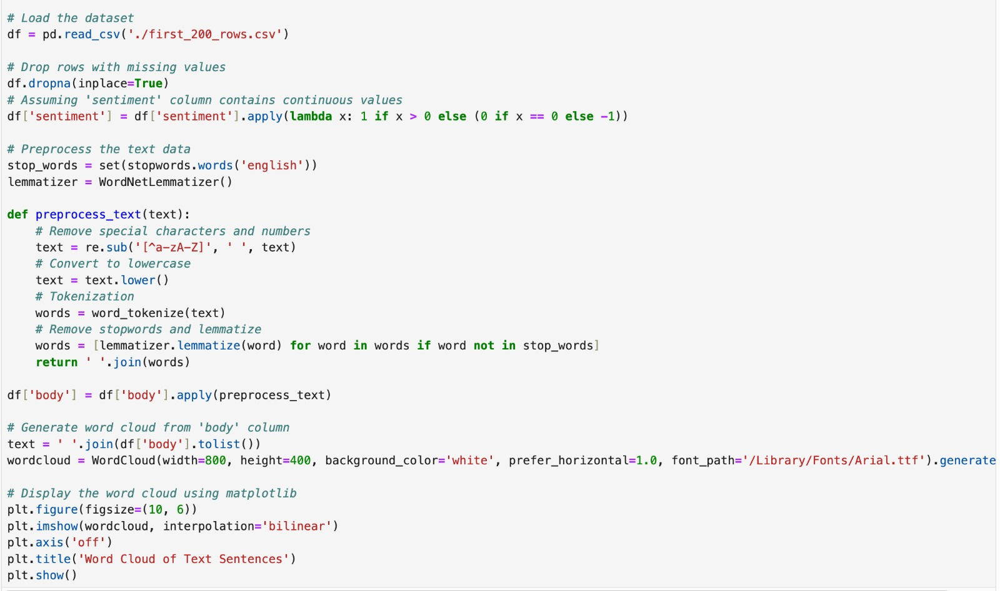 # Load the dataset
df = pd.read_csv('./first_200_rows.csv')
# Drop rows with missing values
df.dropna(inplace=True)
# Assuming 'sentiment' column contains continuous values
df['sentiment'] = df['sentiment'].apply(lambda x: 1 if x > 0 else (0 if x == 0 else -1))
# Preprocess the text data
stop_words = set(stopwords.words('english'))
lemmatizer = WordNetLemmatizer()
def preprocess_text(text):
    # Remove special characters and numbers
    text = re.sub('[^a-zA-Z]', ' ', text)
    # Convert to lowercase
    text = text.lower()
    # Tokenization
    words = word_tokenize(text)
    # Remove stopwords and lemmatize
    words = [lemmatizer.lemmatize(word) for word in words if word not in stop_words]
    return ' '.join(words)
df['body'] = df['body'].apply(preprocess_text)
# Generate word cloud from 'body' column
text = ' '.join(df['body'].tolist())
wordcloud = WordCloud(width=800, height=400, background_color='white', prefer_horizontal=1.0, font_path='/Library/Fonts/Arial.ttf').generate
# Display the word cloud using matplotlib
plt.figure(figsize=(10, 6))
plt.imshow(wordcloud, interpolation='bilinear')
plt.axis('off')
plt.title('Word Cloud of Text Sentences')
plt.show()